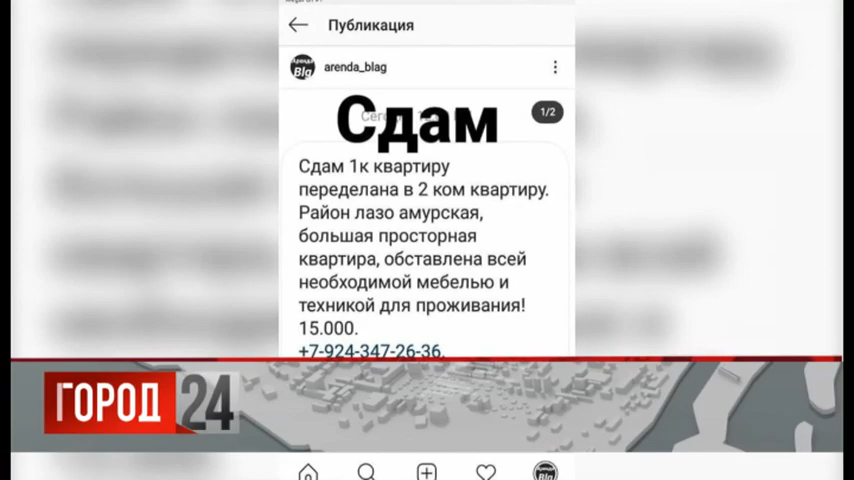 Публикация
arenda_blag
Сдам
1/2
Сдам 1к квартиру
переделана в 2 ком квартиру.
Район лазо амурская,
большая просторная
квартира, обставлена всей
необходимой мебелью и
техникой для проживания!
15.000.
+7-924-347-26-36.
ГОРОД 24